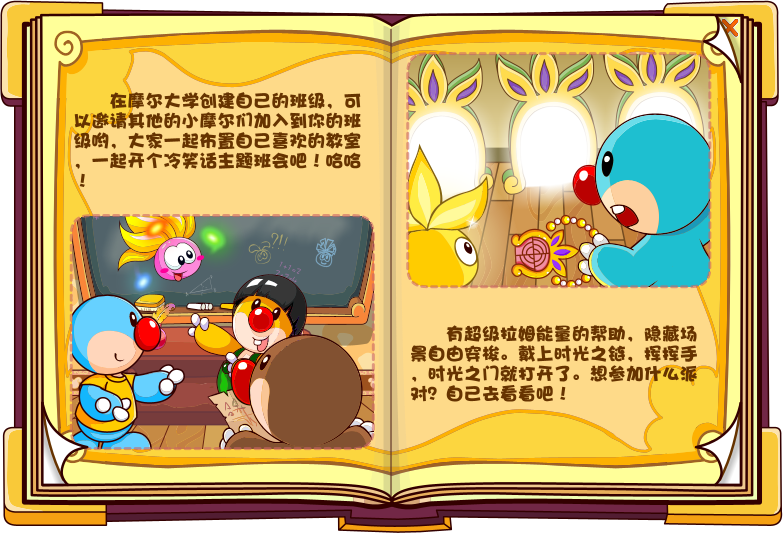 在摩尔大学创建自己的班级，可
以邀请其他的小摩尔们加入到你的班
级哟，大家一起布置自己喜欢的教室
，一起开个冷笑话主题班会吧！哈哈
！
?!!
有超级拉姆能量的帮助，隐藏场
景自由穿梭。戴上时光之链，挥挥手
，时光之门就打开了。想参加什么派
对？自己去看看吧！